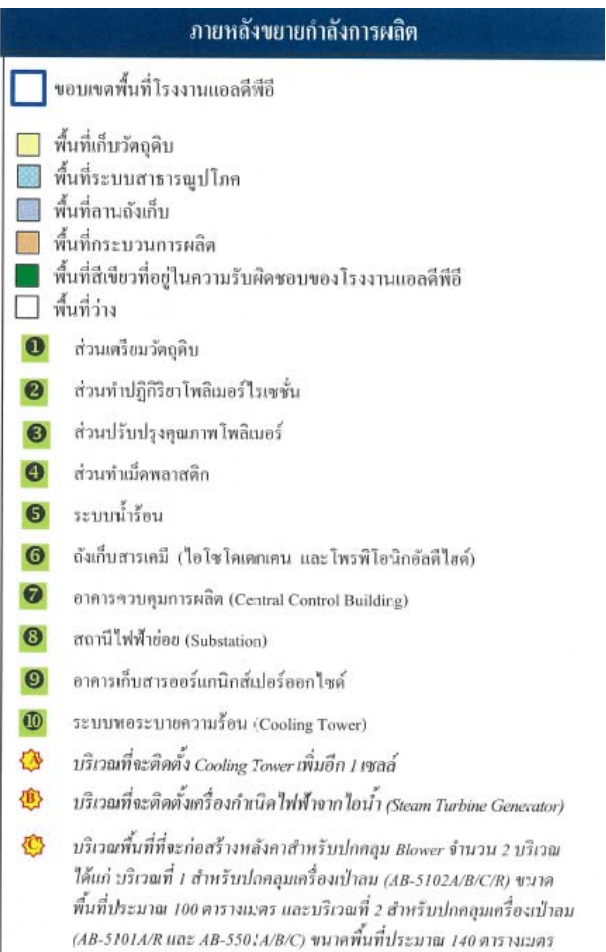 ภายหลังขยายกำลังการผลิต
ขอบเขตพื้นที่โรงงานแอลดีพีอี
พื้นที่เก็บวัตถุดิบ
พื้นที่ระบบสาธารณูปโภค
พื้นที่ลานถังเก็บ
พื้นที่กระบวนการผลิต
พื้นที่สีเขียวที่อยู่ในความรับผิดชอบของโรงงานแอลดีพีอี
พื้นที่ว่าง
1 ส่วนเตรียมวัตถุดิบ
2 ส่วนทำปฏิกิริยาโพลิเมอร์ไรเซชั่น
3 ส่วนปรับปรุงคุณภาพโพลิเมอร์
4 ส่วนทำเม็ดพลาสติก
5 ระบบน้ำร้อน
6 ถังเก็บสารเคมี (ไอโซโดเดกเคน และโพรพิโอนิกอัลดีไฮด์)
7 อาคารควบคุมการผลิต (Central Control Building)
8 สถานีไฟฟ้าย่อย (Substation)
9 อาคารเก็บสารออร์แกนิกส์เปอร์ออกไซด์
10 ระบบหอระบายความร้อน (Cooling Tower)
A บริเวณที่จะติดตั้ง Cooling Tower เพิ่มอีก 1 เซลล์
B บริเวณที่จะติดตั้งเครื่องกำเนิดไฟฟ้าจากไอน้ำ (Steam Turbine Generator)
C บริเวณพื้นที่ที่จะก่อสร้างหลังคาสำหรับปกคลุม Blower จำนวน 2 บริเวณ
ได้แก่ บริเวณที่ 1 สำหรับปกคลุมเครื่องเป่าลม (AB-5102A/B/C/R) ขนาด
พื้นที่ประมาณ 100 ตารางเมตร และบริเวณที่ 2 สำหรับปกคลุมเครื่องเป่าลม
(AB-5101A/R และ AB-5501A/B/C) ขนาดพื้นที่ประมาณ 140 ตารางเมตร